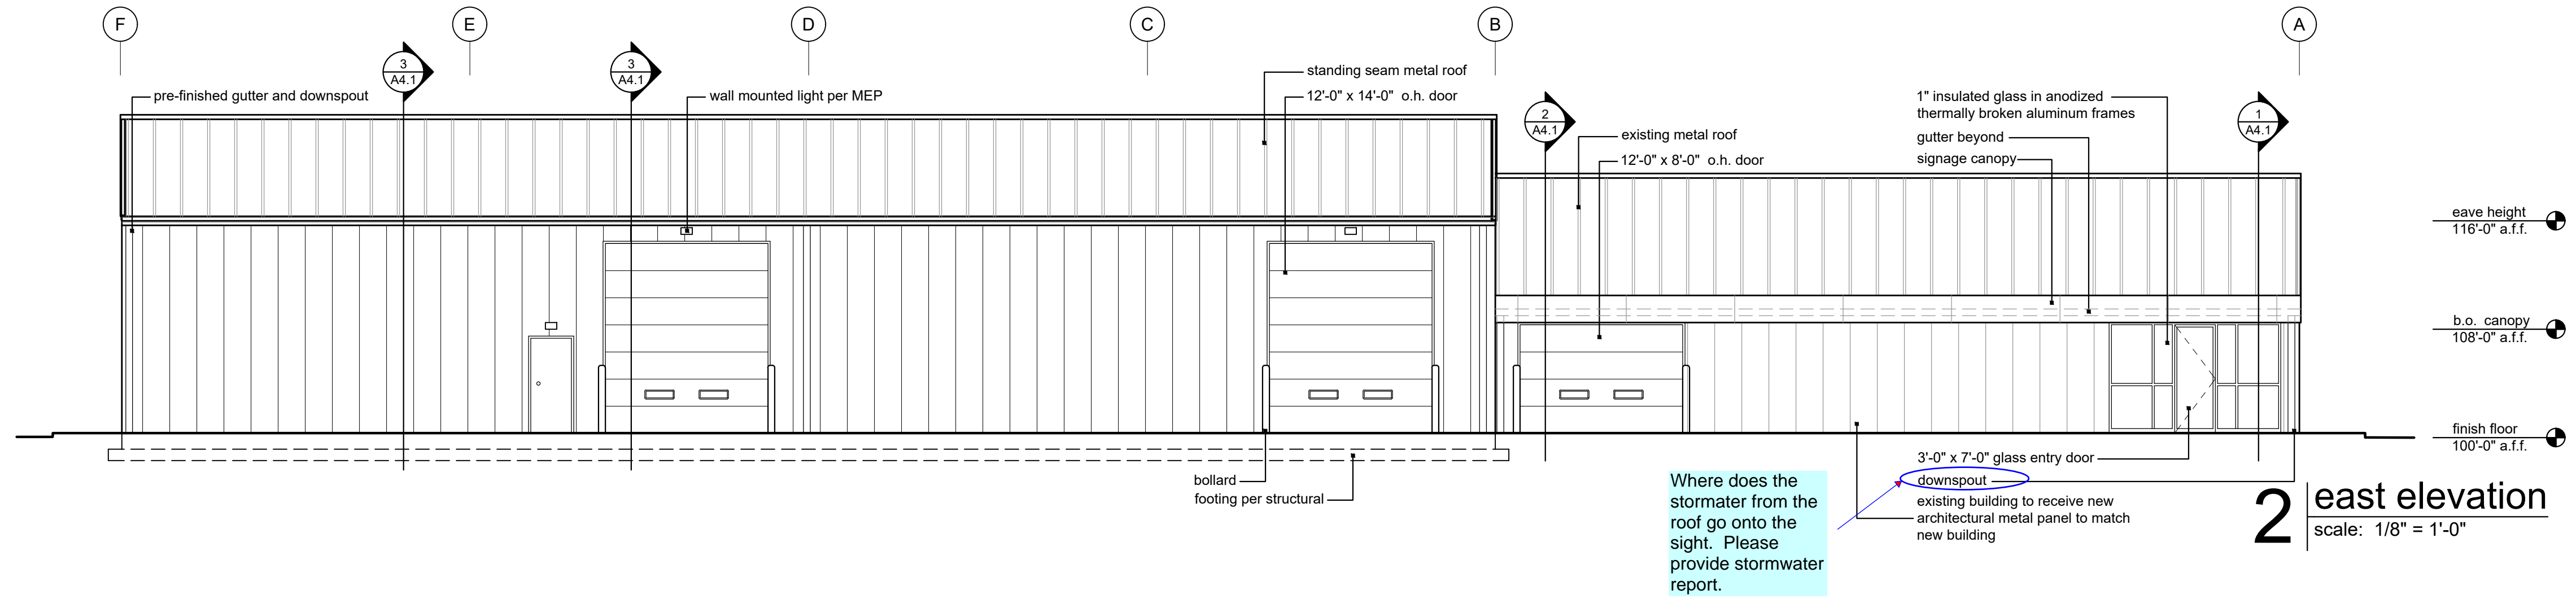 F
E
D
C
B
A
3
A4.1
3
A4.1
standing seam metal roof
pre-finished gutter and downspout
wall mounted light per MEP
12'-0" x 14'-0"  o.h. door
2
A4.1
1" insulated glass in anodized
thermally broken aluminum frames
1
A4.1
existing metal roof
gutter beyond
12'-0" x 8'-0"  o.h. door
signage canopy
eave height
116'-0" a.f.f.
b.o.  canopy
108'-0" a.f.f.
finish floor
100'-0" a.f.f.
bollard
footing per structural
3'-0" x 7'-0" glass entry door
downspout
existing building to receive new
architectural metal panel to match
new building
Where does the
stormater from the
roof go onto the
sight.  Please
provide stormwater
report.
2
east elevation
scale:  1/8" = 1'-0"